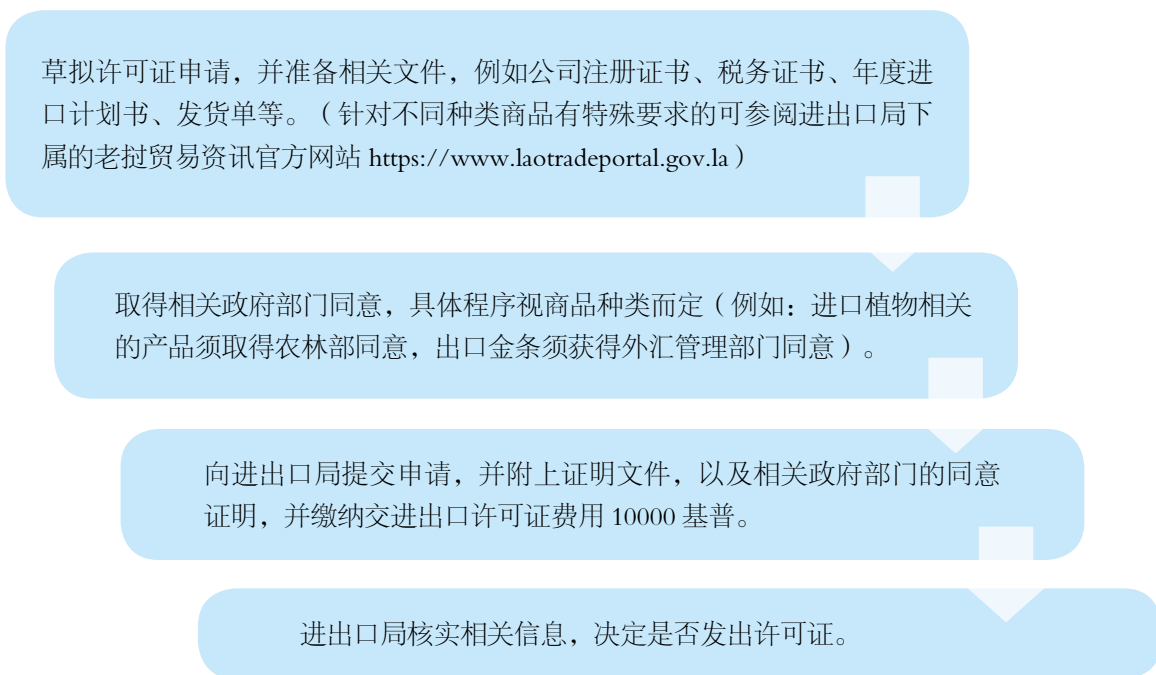 草拟许可证申请，并准备相关文件，例如公司注册证书、税务证书、年度进
口计划书、发货单等。（针对不同种类商品有特殊要求的可参阅进出口局下
属的老挝贸易资讯官方网站 https://www.laotradeportal.gov.la）
取得相关政府部门同意，具体程序视商品种类而定（例如：进口植物相关
的产品须取得农林部同意，出口金条须获得外汇管理部门同意）。
向进出口局提交申请，并附上证明文件，以及相关政府部门的同意
证明，并缴纳交进出口许可证费用 10000 基普。
进出口局核实相关信息，决定是否发出许可证。